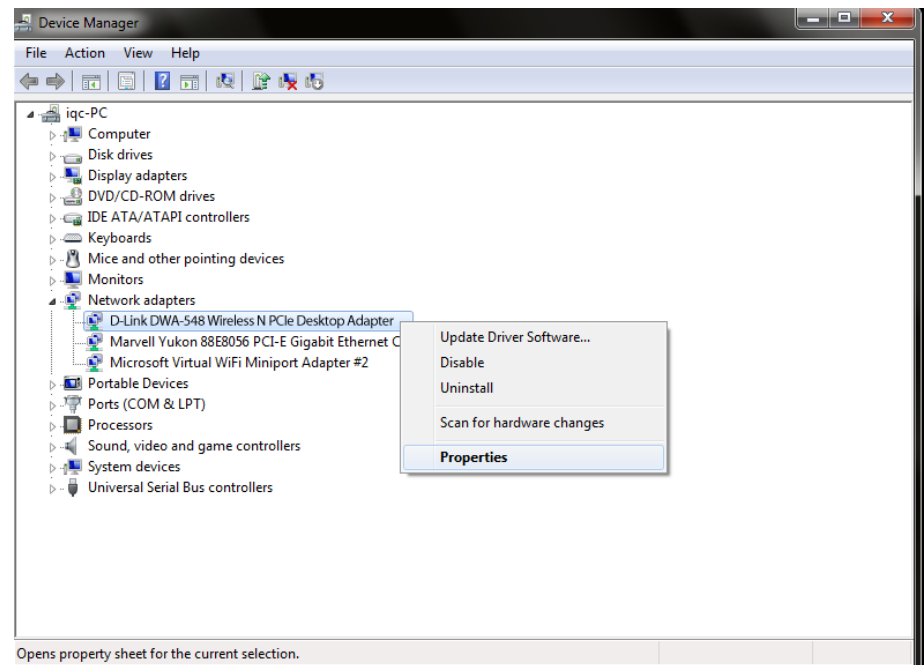 Device Manager
File Action View Help
iqc-PC
Computer
Disk drives
Display adapters
DVD/CD-ROM drives
IDE ATA/ATAPI controllers
Keyboards
Mice and other pointing devices
Monitors
Network adapters
D-Link DWA-548 Wireless N PCIe Desktop Adapter
Marvell Yukon 88E8056 PCI-E Gigabit Ethernet C
Microsoft Virtual WiFi Miniport Adapter #2
Portable Devices
Ports (COM & LPT)
Processors
Sound, video and game controllers
System devices
Universal Serial Bus controllers
Update Driver Software...
Disable
Uninstall
Scan for hardware changes
Properties
Opens property sheet for the current selection.